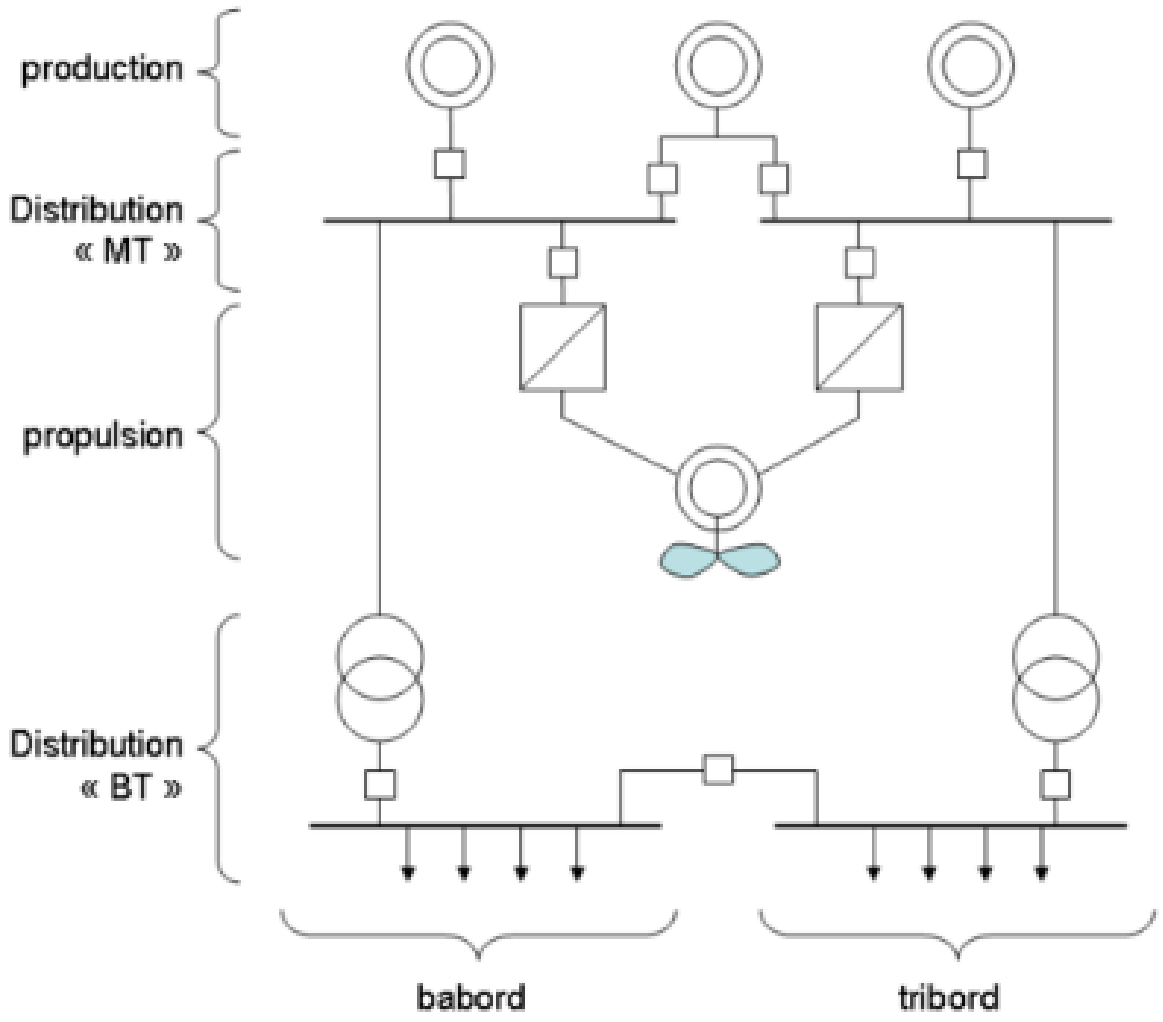 production
Distribution
« MT »
propulsion
Distribution
« BT »
babord
tribord